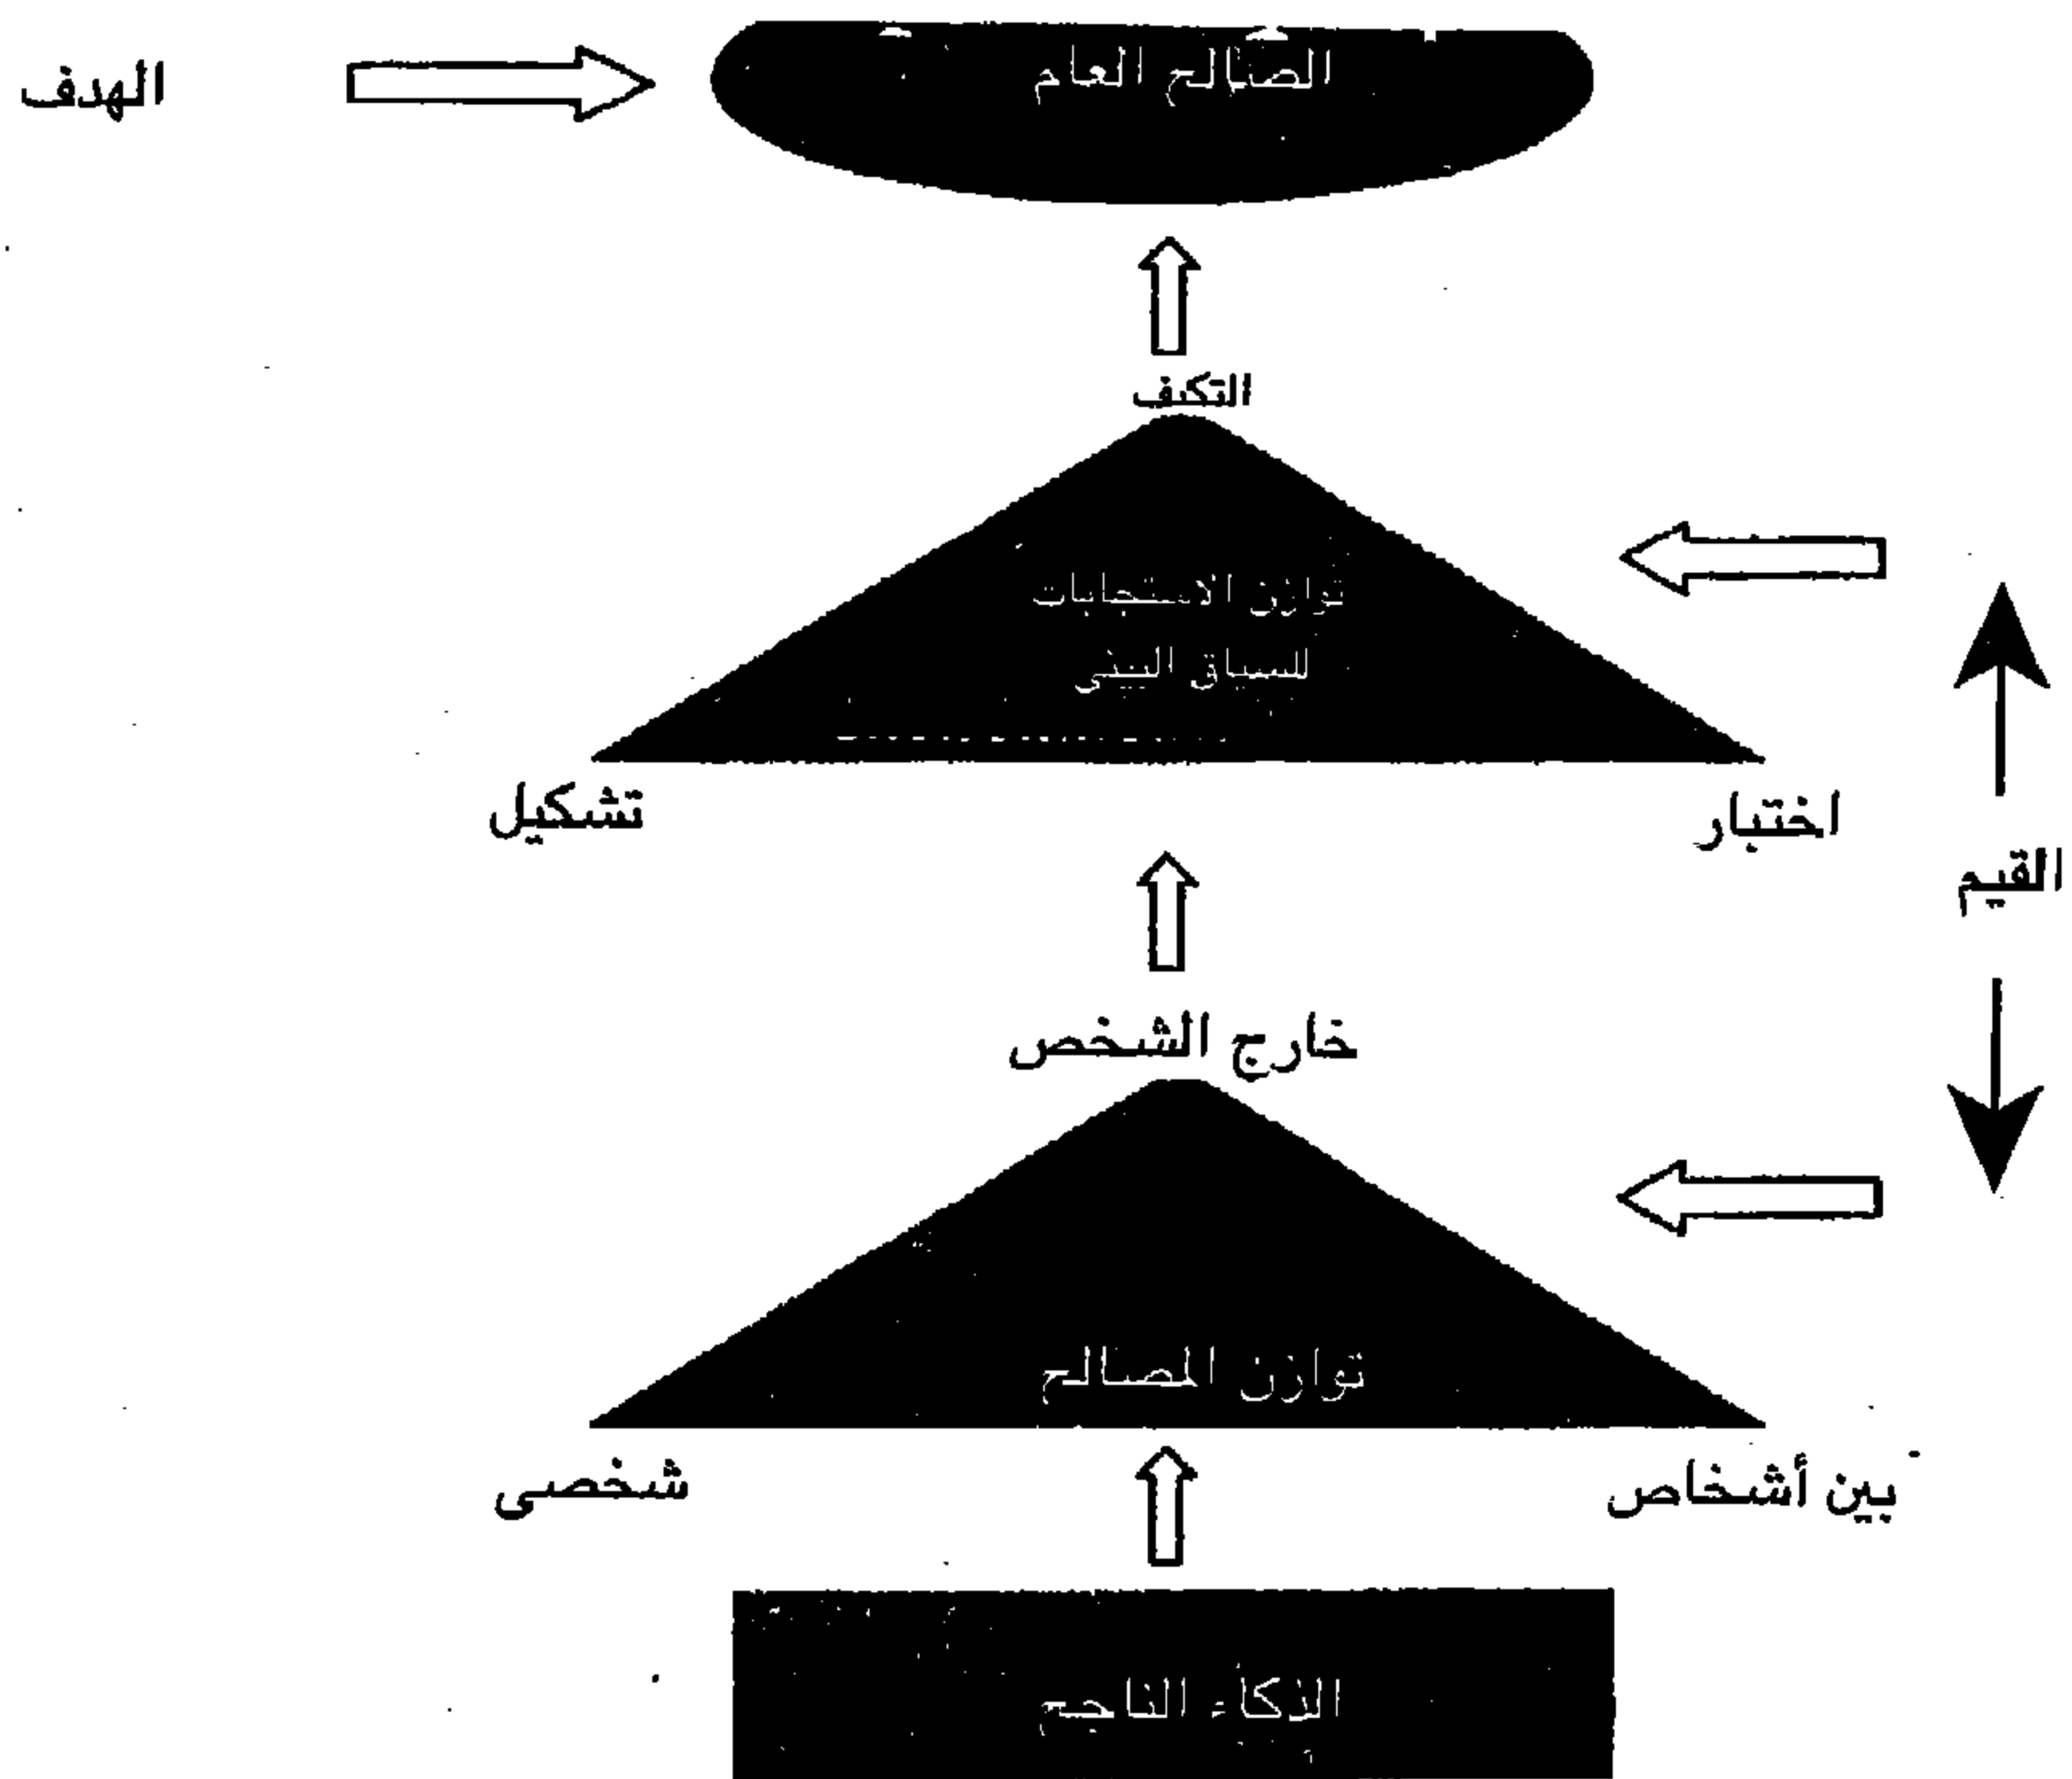 الهدف
الصالح العام
التكيف
توازن الاستجابات
للسياق البيئي
تشكيل
اختبار
القيم
خارج الشخص
توازن المصالح
شخصى
بين أشخاص
الذكاء الناجح